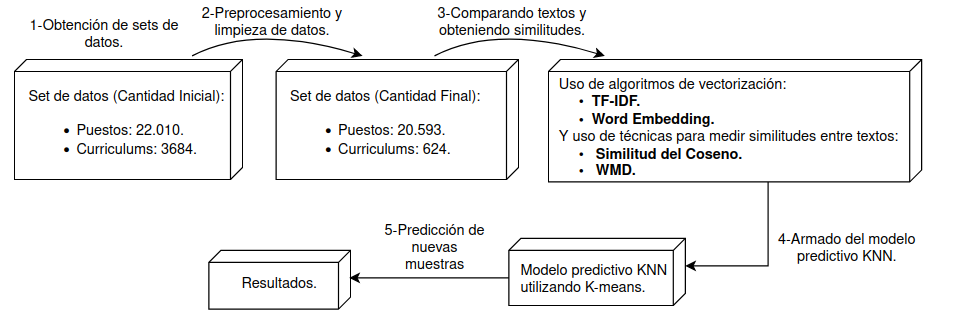 1-Obtención de sets de
datos.
2-Preprocesamiento y
limpieza de datos.
3-Comparando textos y
obteniendo similitudes.
Set de datos (Cantidad Inicial):
• Puestos: 22.010.
• Curriculums: 3684.
Set de datos (Cantidad Final):
• Puestos: 20.593.
• Curriculums: 624.
Uso de algoritmos de vectorización:
• TF-IDF.
• Word Embedding.
Y uso de técnicas para medir similitudes entre textos:
• Similitud del Coseno.
• WMD.
4-Armado del modelo
predictivo KNN.
Modelo predictivo KNN
utilizando K-means.
5-Predicción de
nuevas
muestras
Resultados.